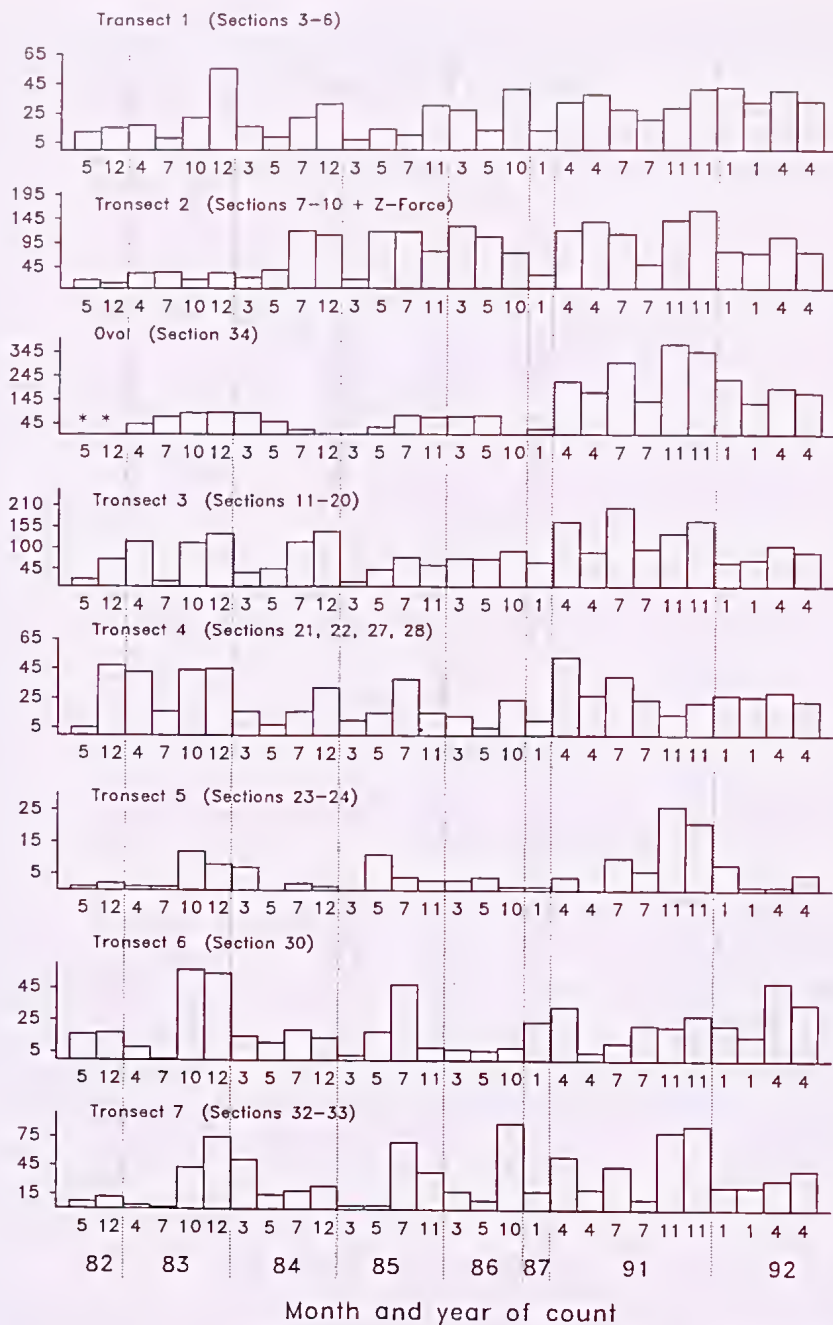 Transect 1 (Sections 3-6)
65
45
25
5
5 12 4 7 10 12 3 5 7 12 3 5 7 11 3 5 10 1 4 4 7 7 11 11 1 1 4 4
Transect 2 (Sections 7-10 + Z-Force)
195
145
95
45
5 12 4 7 10 12 3 5 7 12 3 5 7 11 3 5 10 1 4 4 7 7 11 11 1 1 4 4
Oval (Section 34)
345
245
145
45
* *
5 12 4 7 10 12 3 5 7 12 3 5 7 11 3 5 10 1 4 4 7 7 11 11 1 1 4 4
Transect 3 (Sections 11-20)
210
155
100
45
5 12 4 7 10 12 3 5 7 12 3 5 7 11 3 5 10 1 4 4 7 7 11 11 1 1 4 4
Transect 4 (Sections 21, 22, 27, 28)
65
45
25
5
5 12 4 7 10 12 3 5 7 12 3 5 7 11 3 5 10 1 4 4 7 7 11 11 1 1 4 4
Transect 5 (Sections 23-24)
25
15
5
5 12 4 7 10 12 3 5 7 12 3 5 7 11 3 5 10 1 4 4 7 7 11 11 1 1 4 4
Transect 6 (Section 30)
45
25
5
5 12 4 7 10 12 3 5 7 12 3 5 7 11 3 5 10 1 4 4 7 7 11 11 1 1 4 4
Transect 7 (Sections 32-33)
75
45
15
5 12 4 7 10 12 3 5 7 12 3 5 7 11 3 5 10 1 4 4 7 7 11 11 1 1 4 4
82 83 84 85 86 87 91 92
Month and year of count